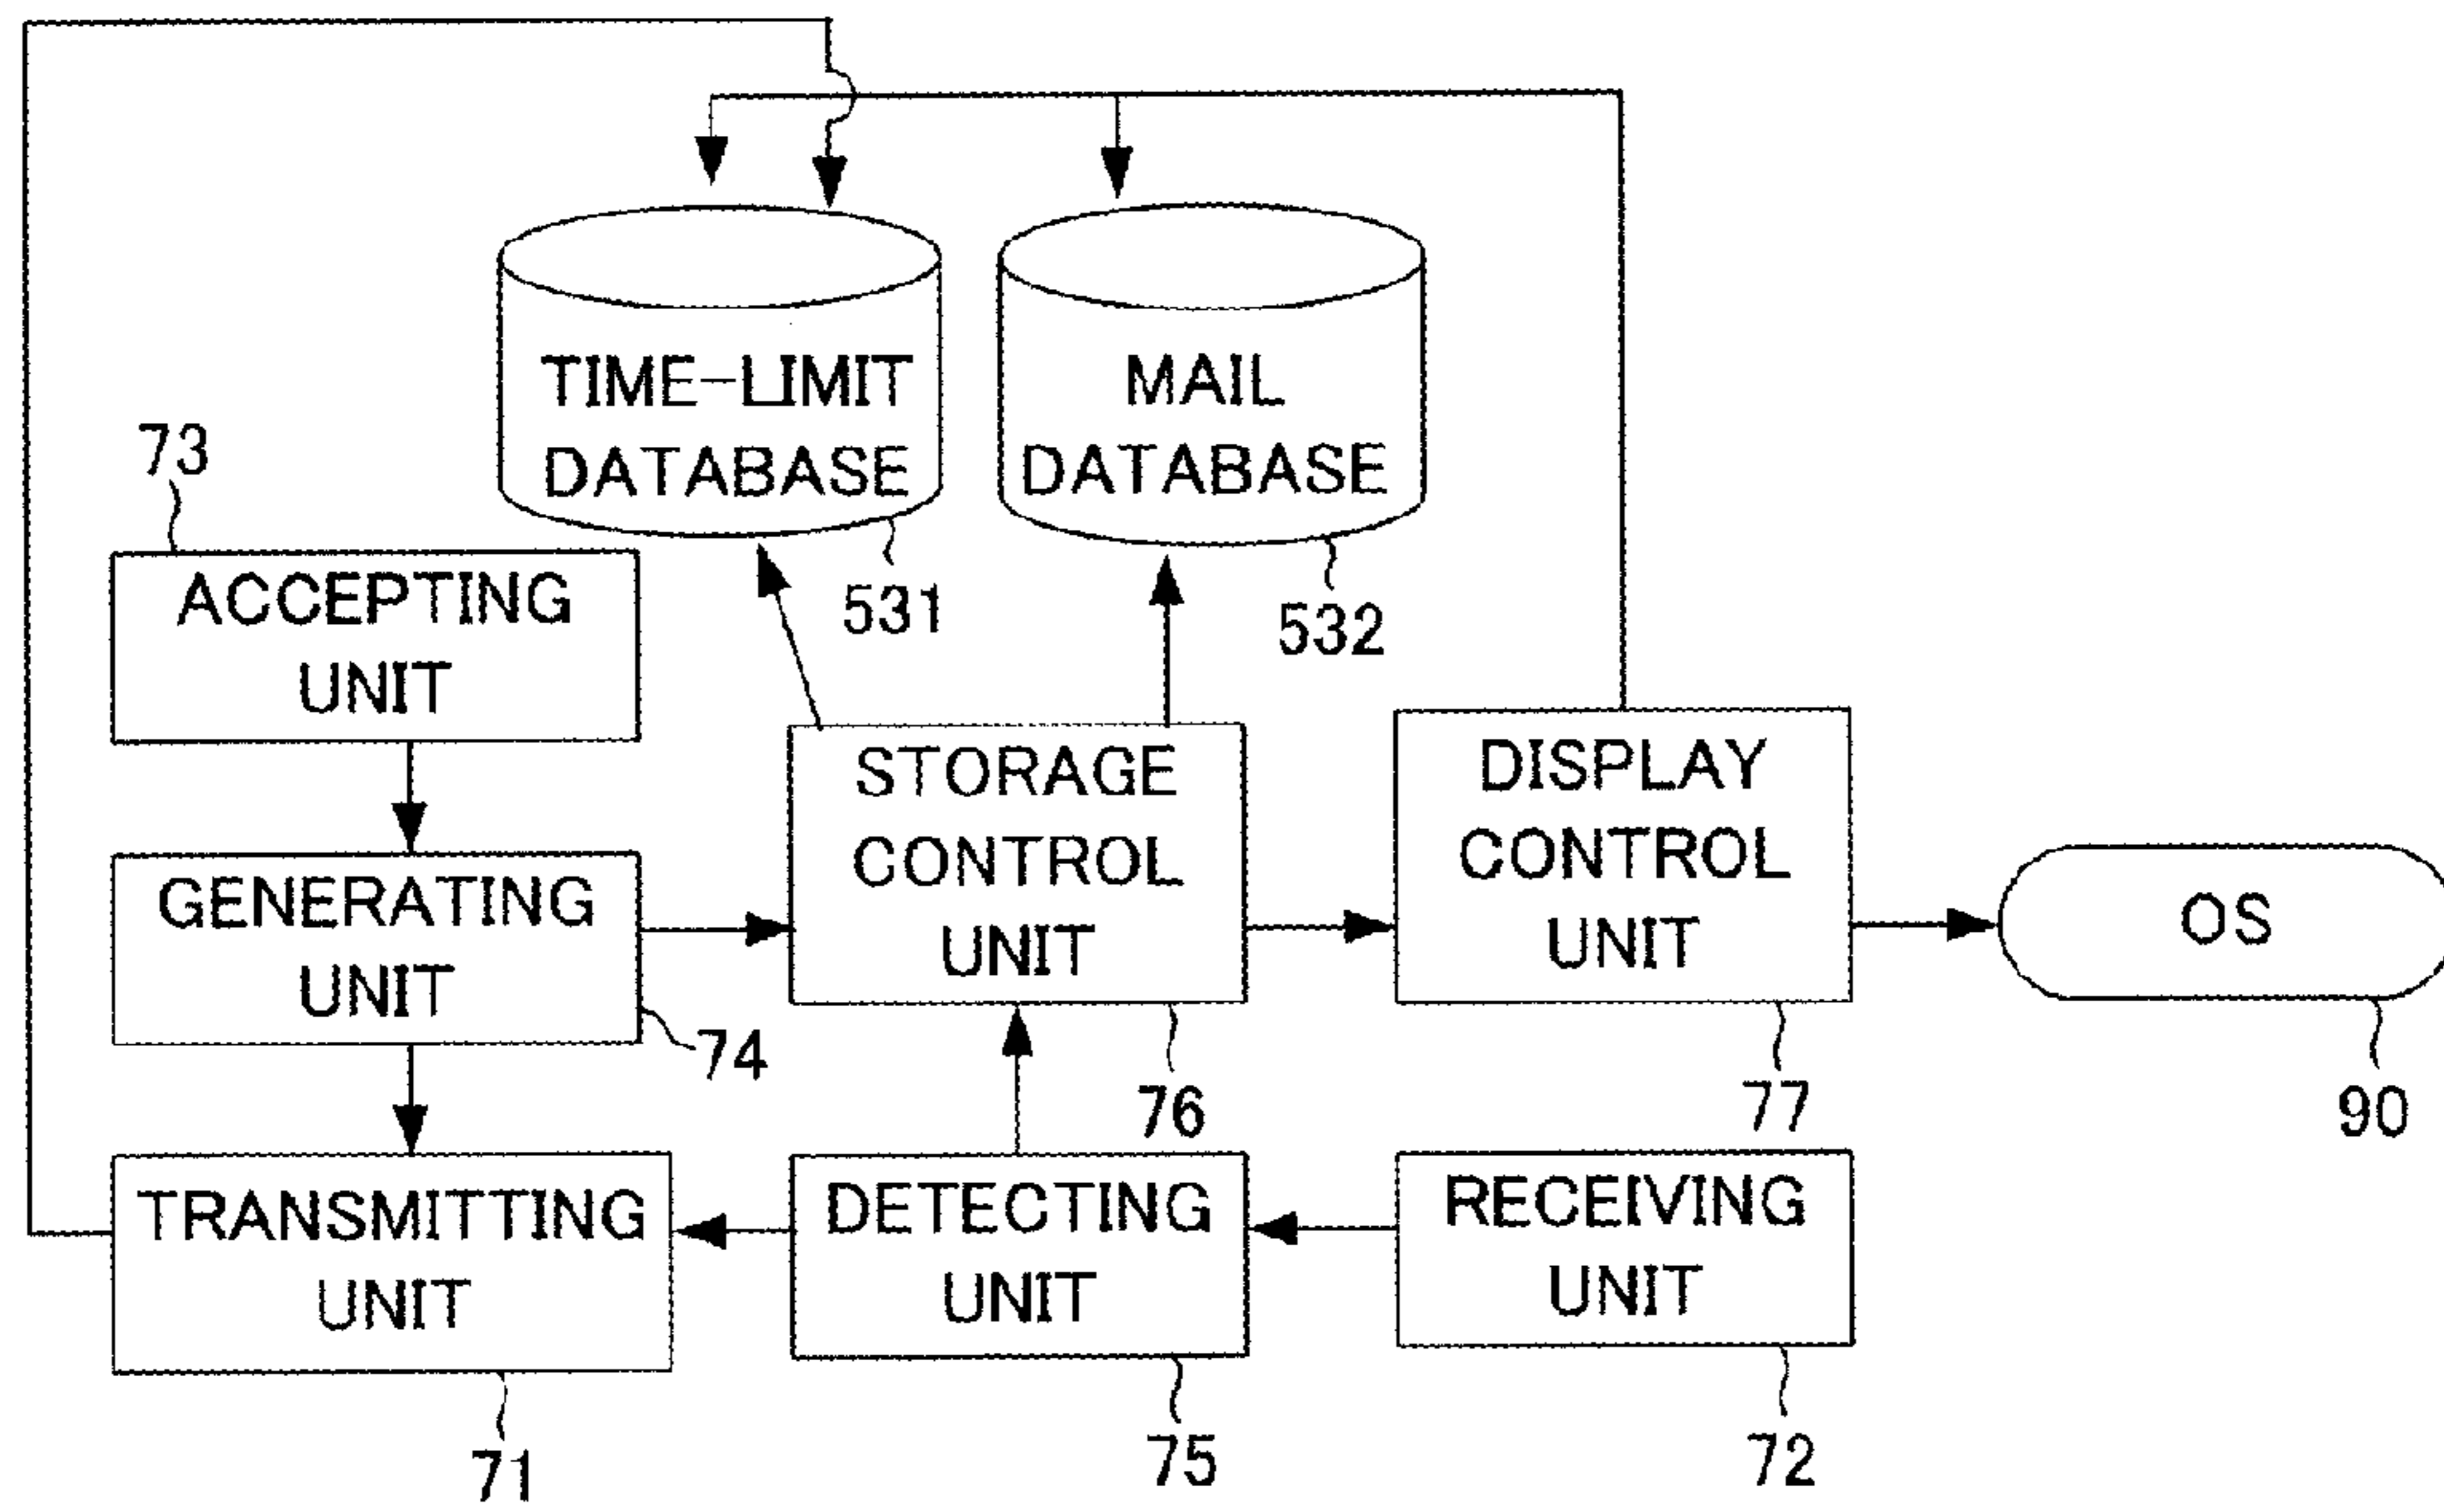 TIME-LIMIT
DATABASE
MAIL
DATABASE
73
ACCEPTING
UNIT
531
532
GENERATING
UNIT
74
STORAGE
CONTROL
UNIT
76
DISPLAY
CONTROL
UNIT
77
OS
90
TRANSMITTING
UNIT
71
DETECTING
UNIT
75
RECEIVING
UNIT
72